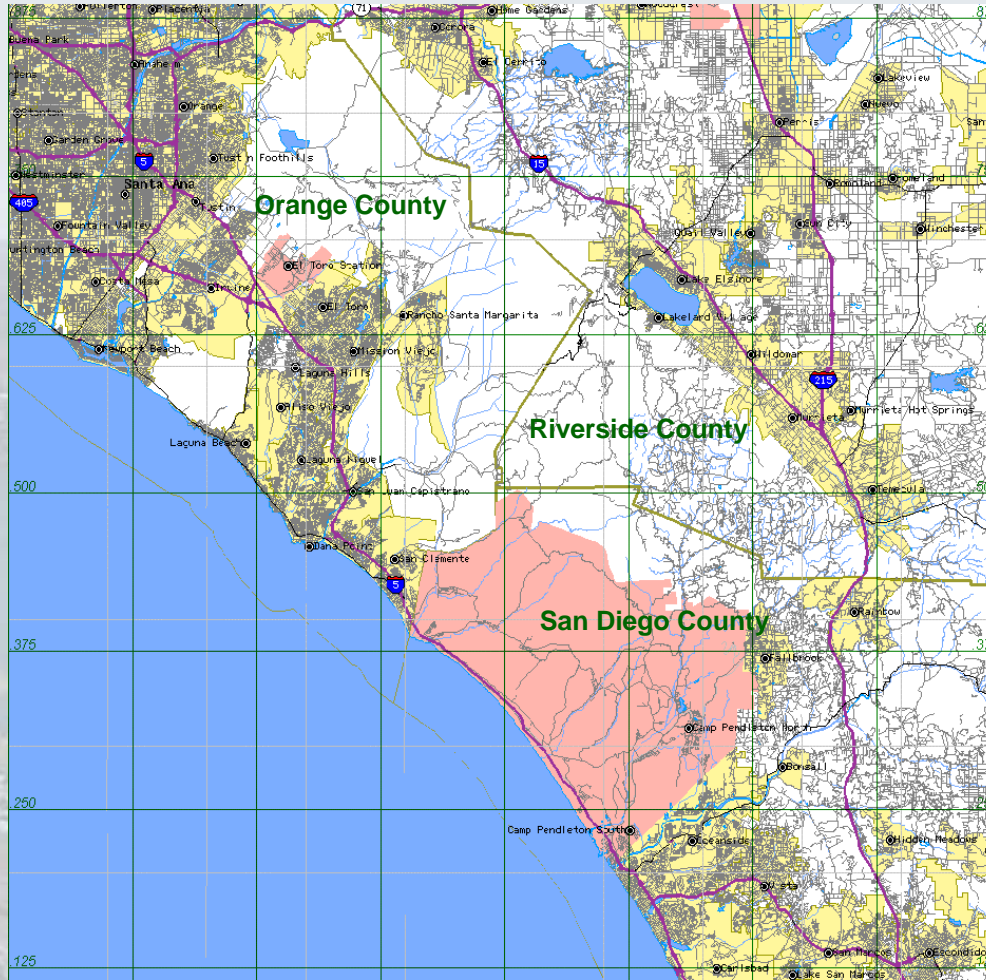 .875
Fullerton
Placentia
71
Home Gardens
Corona
Buena Park
Anaheim
El Cerrito
Lakeview
Orange
Nuevo
Stanton
Perris
Garden Grove
5
Tustin Foothills
15
Westminster
Santa Ana
Romoland
Homeland
405
Tustin
Orange County
Fountain Valley
Quail Valley
Sun City
Winchester
Huntington Beach
El Toro Station
Costa Mesa
Irvine
Lake Elsinore
El Toro
Rancho Santa Margarita
Lakeland Village
.625
Newport Beach
Mission Viejo
Wildomar
Laguna Hills
215
Aliso Viejo
Murrieta
Murrieta Hot Springs
Riverside County
Laguna Beach
Laguna Niguel
.500
San Juan Capistrano
Temecula
Dana Point
San Clemente
5
Rainbow
San Diego County
.375
Fallbrook
Camp Pendleton North
Bonsall
.250
Camp Pendleton South
Oceanside
Hidden Meadows
Vista
San Marcos
Escondido
.125
Carlsbad
Lake San Marcos